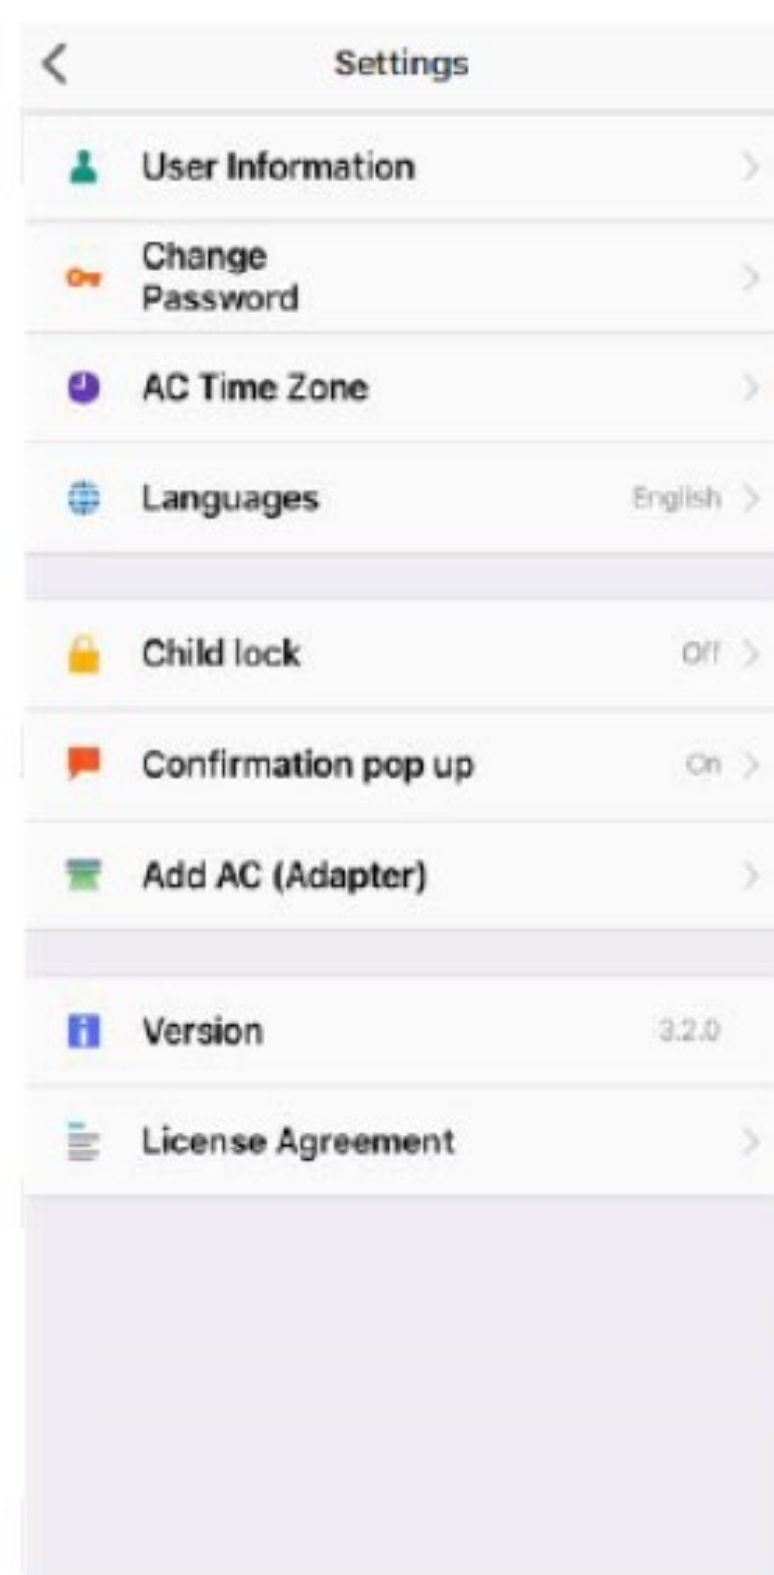 Settings
User Information
Change
Password
AC Time Zone
Languages English
Child lock Off
Confirmation pop up On
Add AC (Adapter)
Version 3.2.0
License Agreement